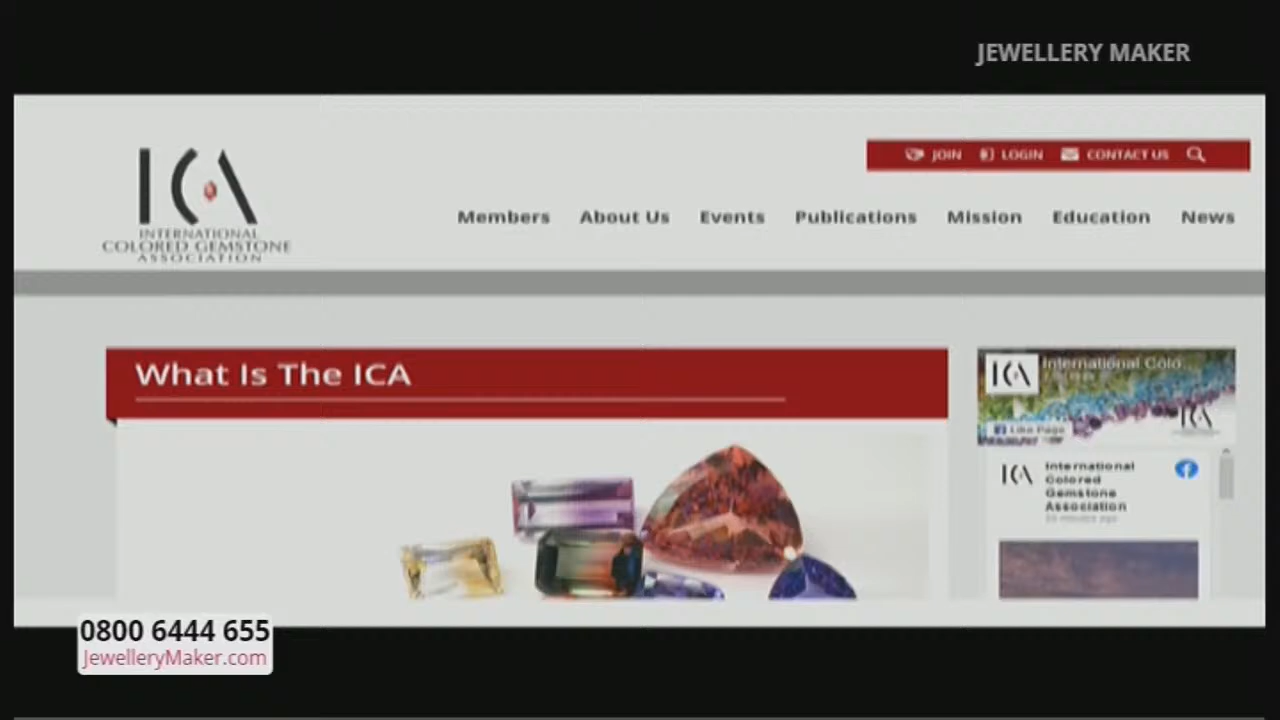 JEWELLERY MAKER
JOIN LOGIN CONTACT US
ICA
INTERNATIONAL
COLORED GEMSTONE
ASSOCIATION
Members About Us Events Publications Mission Education News
What Is The ICA
ICA International Colo...
ICA
Like Page
ICA International
Colored
Gemstone
Association
0800 6444 655
JewelleryMaker.com